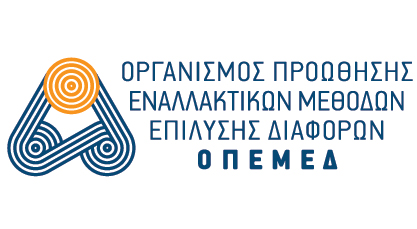 ΟΡΓΑΝΙΣΜΟΣ ΠΡΟΩΘΗΣΗΣ
ΕΝΑΛΛΑΚΤΙΚΩΝ ΜΕΘΟΔΩΝ
ΕΠΙΛΥΣΗΣ ΔΙΑΦΟΡΩΝ
ΟΠΕΜΕΔ